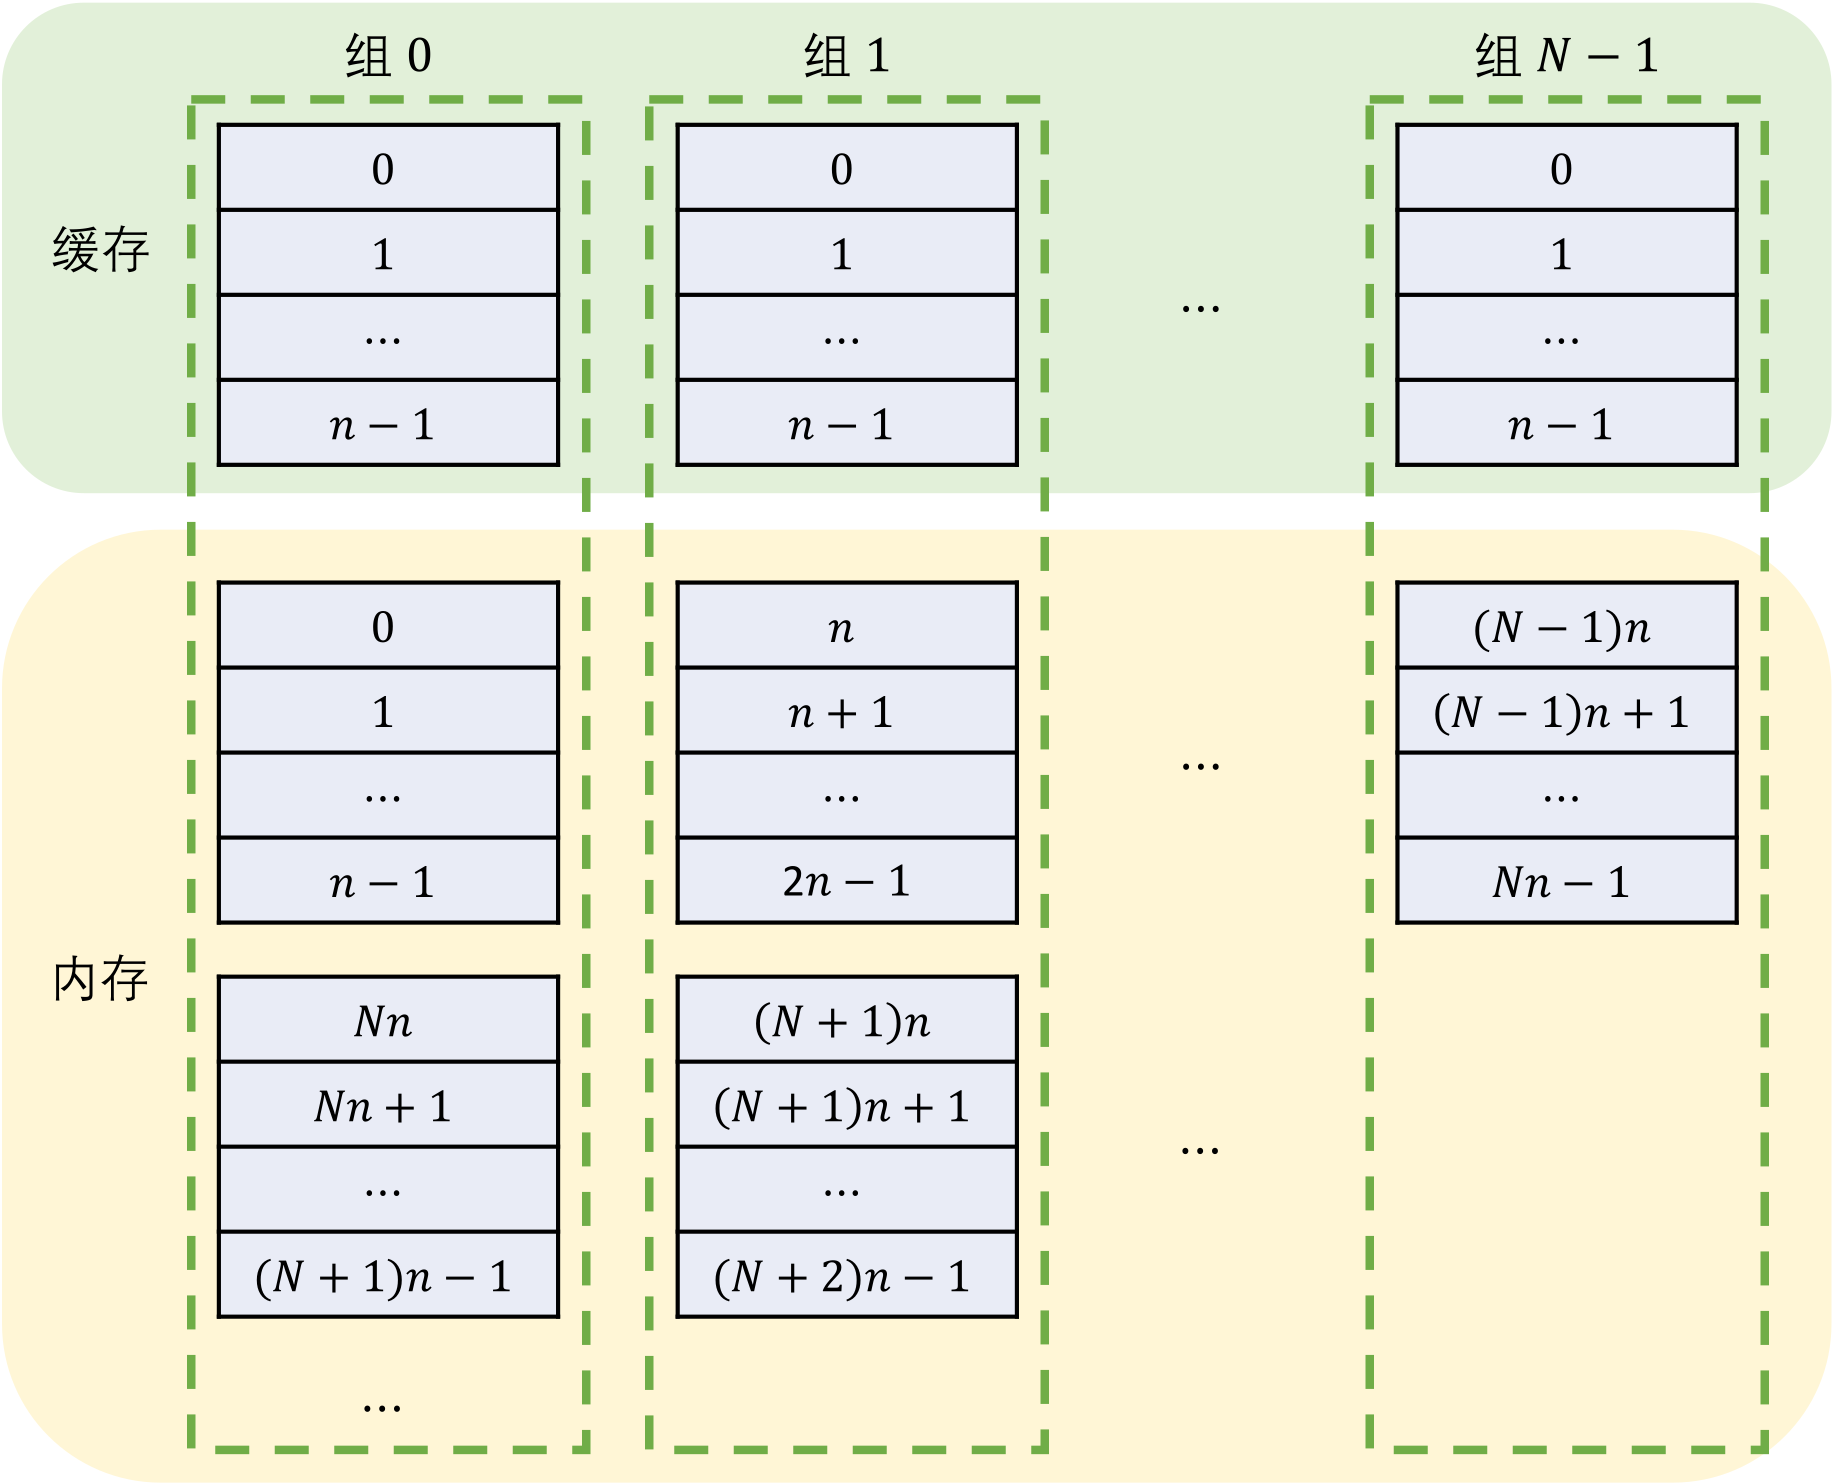 组 0 组 1 组 N − 1
缓存
0 0 0
1 1 1
… … … …
n − 1 n − 1 n − 1
内存
0 n (N − 1)n
1 n + 1 (N − 1)n + 1
… … … …
n − 1 2n − 1 Nn − 1
Nn (N + 1)n
Nn + 1 (N + 1)n + 1
… … …
(N + 1)n − 1 (N + 2)n − 1
…